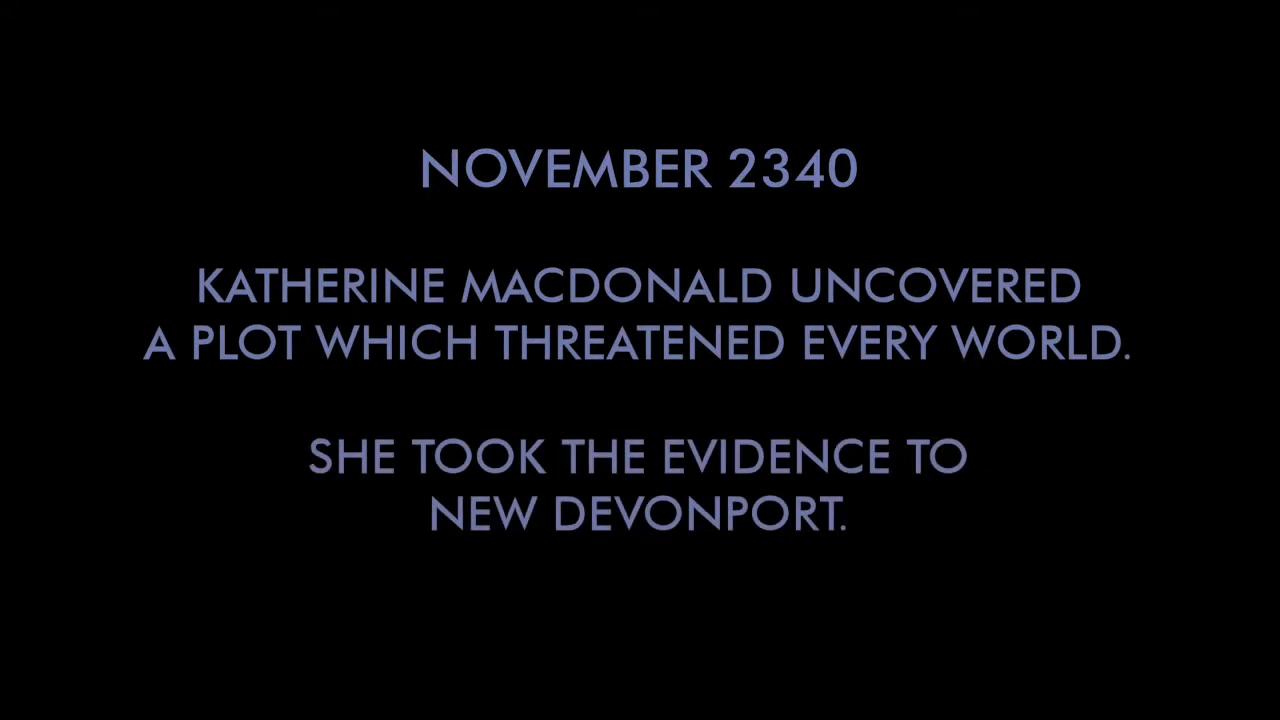 NOVEMBER 2340
KATHERINE MACDONALD UNCOVERED
A PLOT WHICH THREATENED EVERY WORLD.
SHE TOOK THE EVIDENCE TO
NEW DEVONPORT.